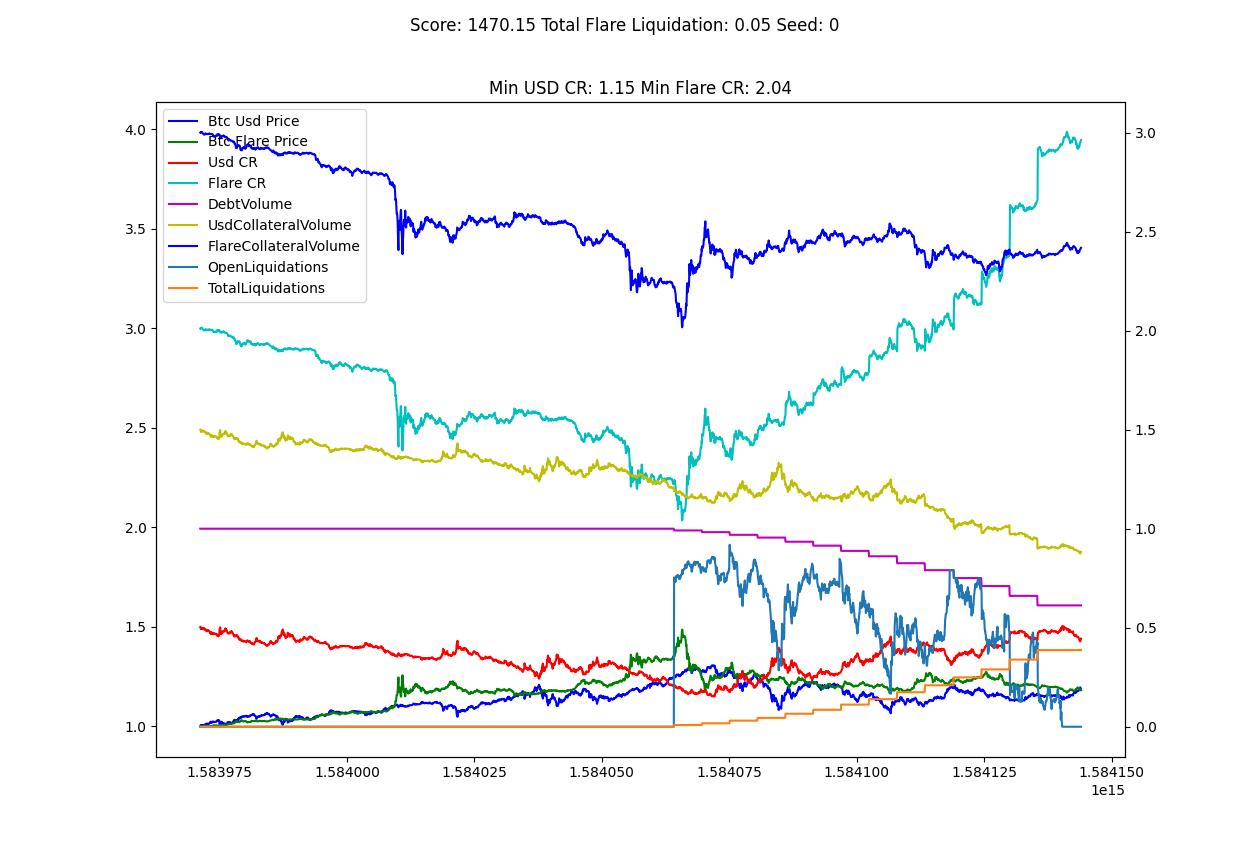 Score: 1470.15 Total Flare Liquidation: 0.05 Seed: 0
Min USD CR: 1.15 Min Flare CR: 2.04
Btc Usd Price
Btc Flare Price
Usd CR
Flare CR
DebtVolume
UsdCollateralVolume
FlareCollateralVolume
OpenLiquidations
TotalLiquidations
4.0
3.5
3.0
2.5
2.0
1.5
1.0
3.0
2.5
2.0
1.5
1.0
0.5
0.0
1.583975 1.584000 1.584025 1.584050 1.584075 1.584100 1.584125 1.584150
1e15